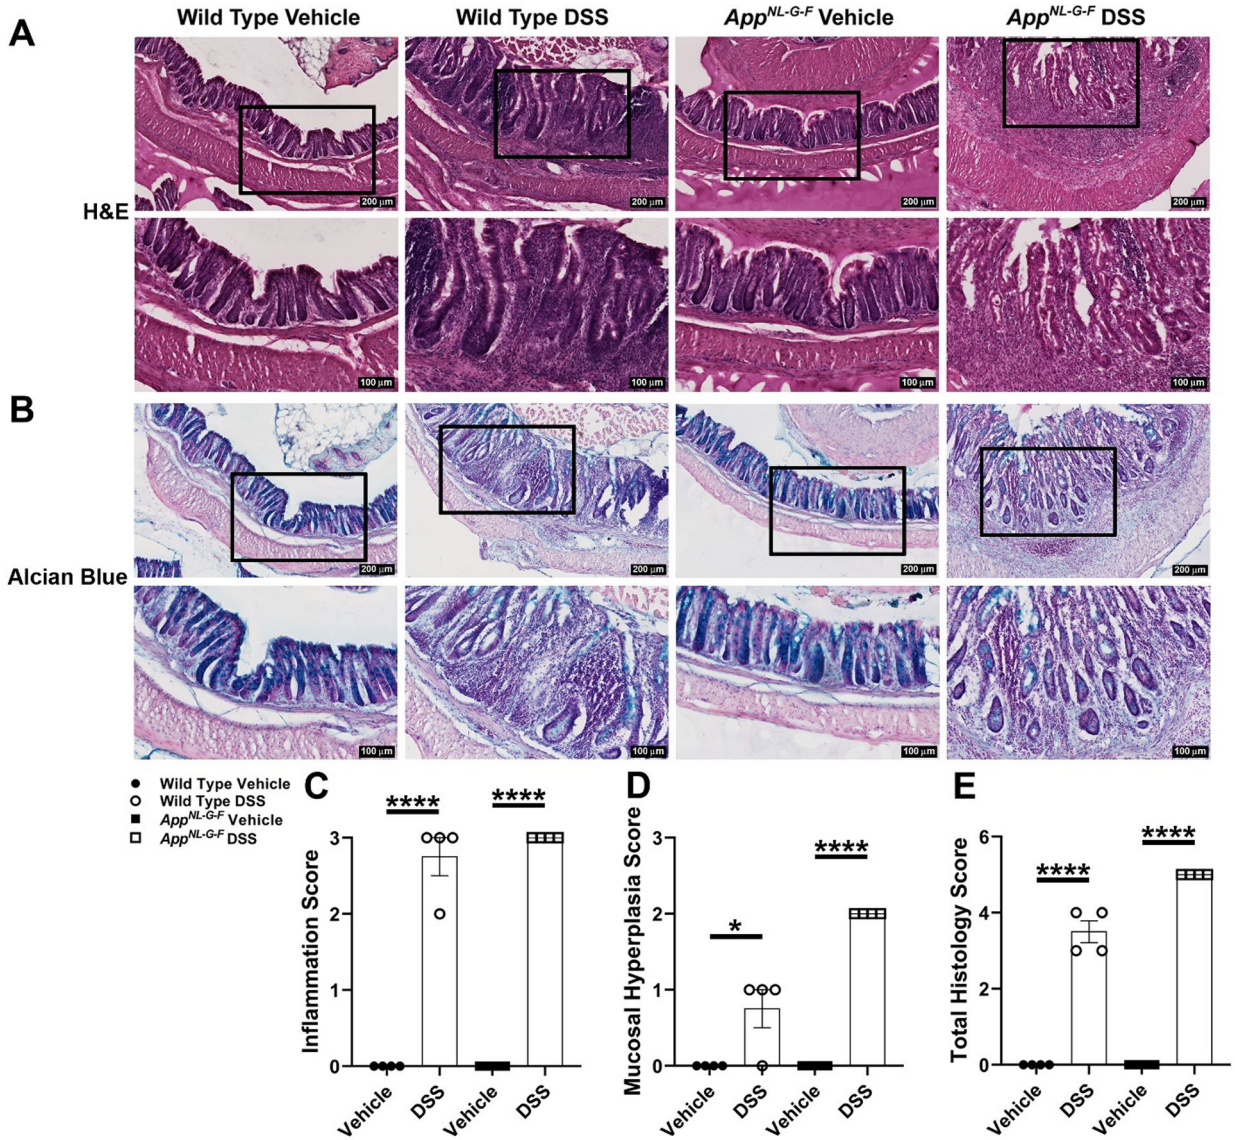 A
Wild Type Vehicle
Wild Type DSS
App^NL-G-F Vehicle
App^NL-G-F DSS
H&E
200 μm
200 μm
200 μm
200 μm
100 μm
100 μm
100 μm
100 μm
B
Alcian Blue
200 μm
200 μm
200 μm
200 μm
100 μm
100 μm
100 μm
100 μm
Wild Type Vehicle
Wild Type DSS
App^NL-G-F Vehicle
App^NL-G-F DSS
C
Inflammation Score
3
2
1
0
****
****
Vehicle
DSS
Vehicle
DSS
D
Mucosal Hyperplasia Score
3
2
1
0
*
****
Vehicle
DSS
Vehicle
DSS
E
Total Histology Score
6
4
2
0
****
****
Vehicle
DSS
Vehicle
DSS